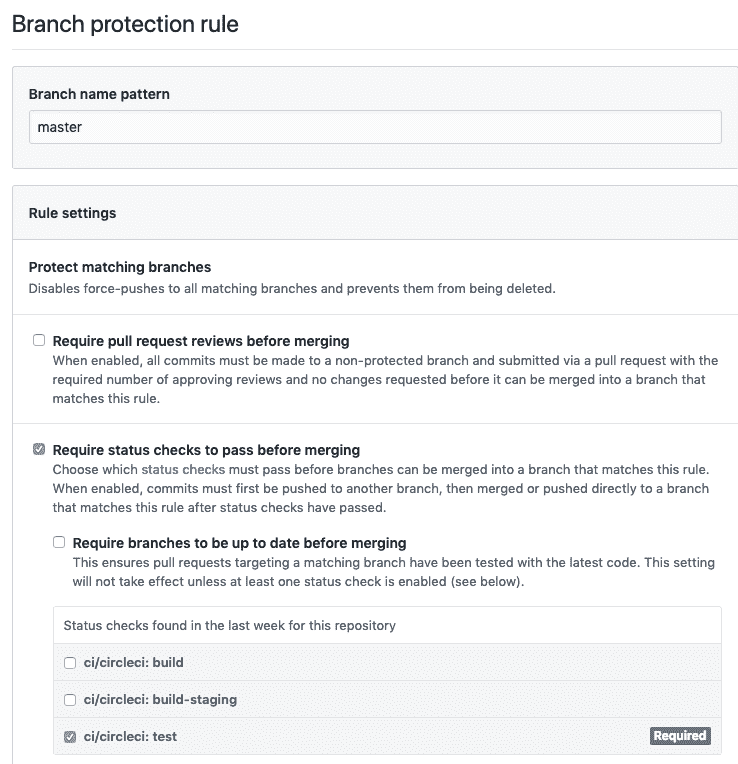 Branch protection rule
Branch name pattern
master
Rule settings
Protect matching branches
Disables force-pushes to all matching branches and prevents them from being deleted.
Require pull request reviews before merging
When enabled, all commits must be made to a non-protected branch and submitted via a pull request with the
required number of approving reviews and no changes requested before it can be merged into a branch that
matches this rule.
Require status checks to pass before merging
Choose which status checks must pass before branches can be merged into a branch that matches this rule.
When enabled, commits must first be pushed to another branch, then merged or pushed directly to a branch
that matches this rule after status checks have passed.
Require branches to be up to date before merging
This ensures pull requests targeting a matching branch have been tested with the latest code. This setting
will not take effect unless at least one status check is enabled (see below).
Status checks found in the last week for this repository
ci/circleci: build
ci/circleci: build-staging
ci/circleci: test Required